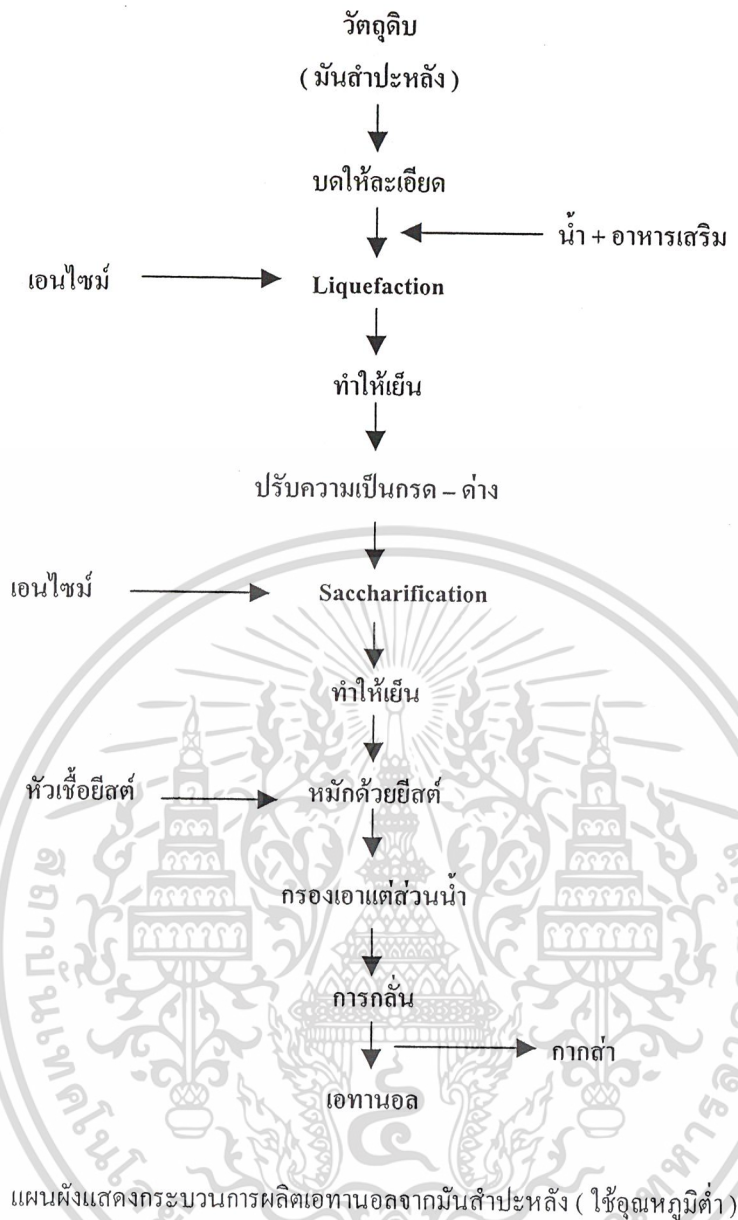 วัตถุดิบ
( มันสำปะหลัง )
บดให้ละเอียด
น้ำ + อาหารเสริม
เอนไซม์
Liquefaction
ทำให้เย็น
ปรับความเป็นกรด – ด่าง
เอนไซม์
Saccharification
ทำให้เย็น
หัวเชื้อยีสต์
หมักด้วยยีสต์
กรองเอาแต่ส่วนน้ำ
การกลั่น
กากส่า
เอทานอล
แผนผังแสดงกระบวนการผลิตเอทานอลจากมันสำปะหลัง ( ใช้อุณหภูมิต่ำ )